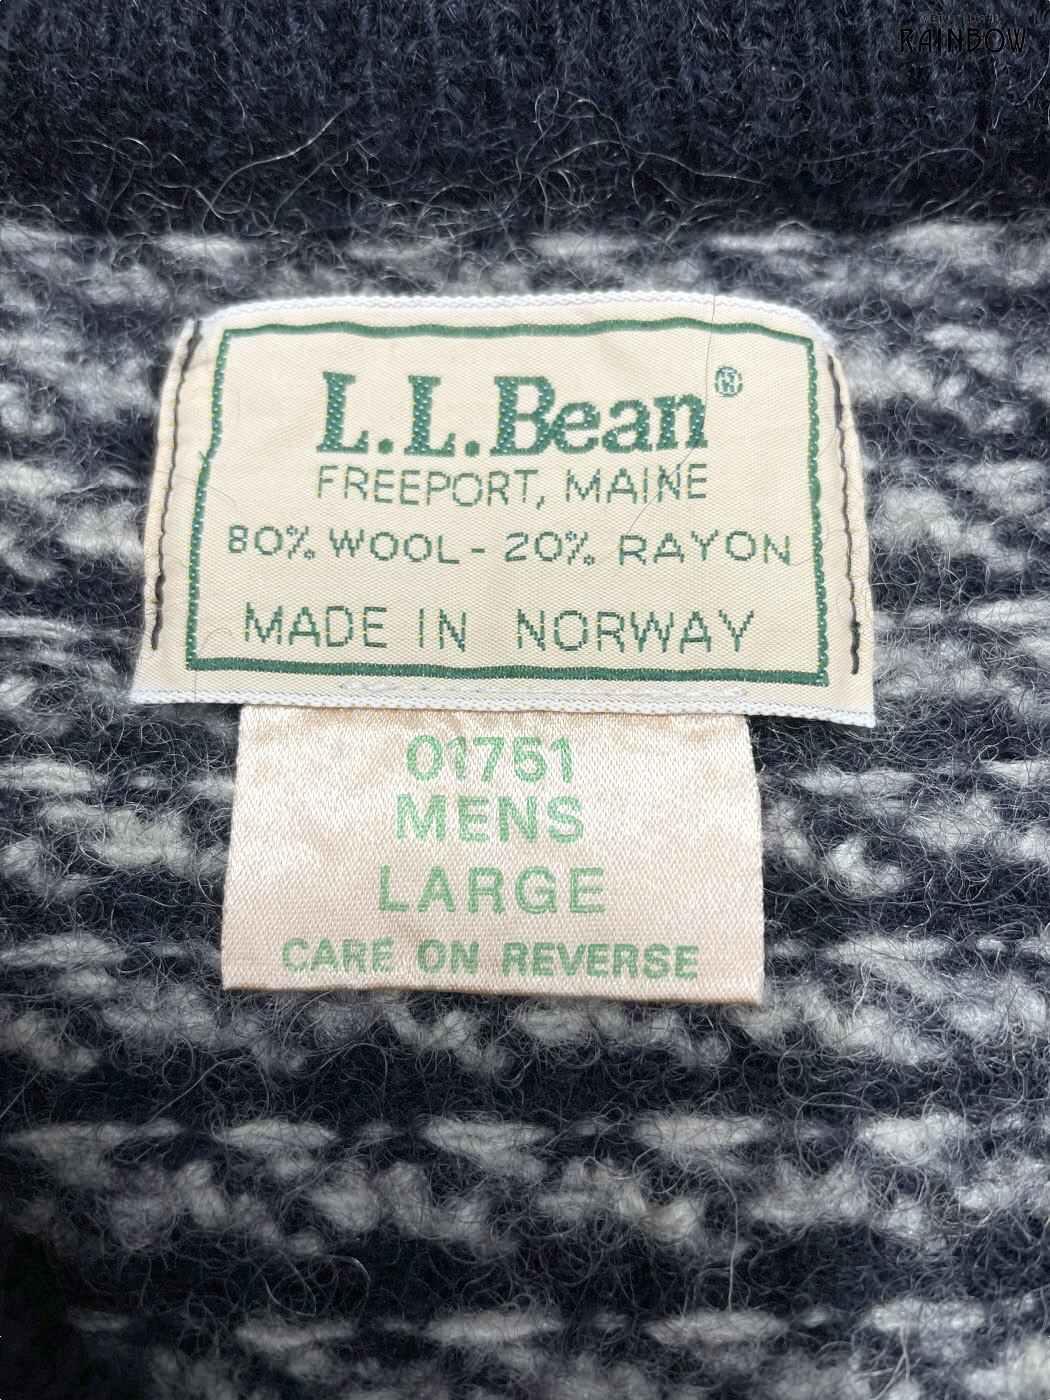 RAINBOW
L.L.Bean®
FREEPORT, MAINE
80% WOOL - 20% RAYON
MADE IN NORWAY
01751
MENS
LARGE
CARE ON REVERSE